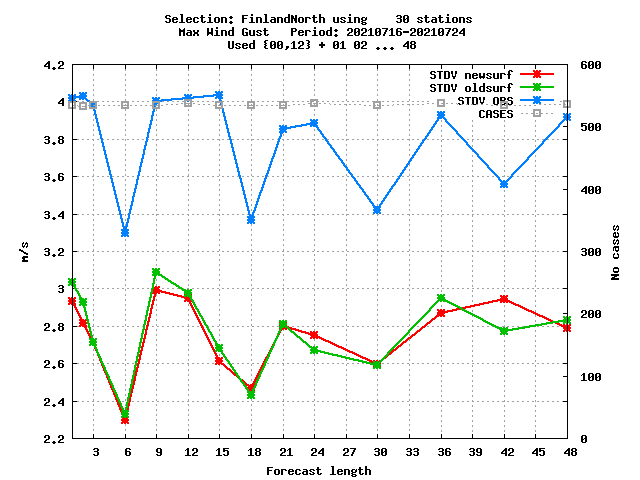 Selection: FinlandNorth using    30 stations
Max Wind Gust   Period: 20210716-20210724
Used {00,12} + 01 02 ... 48
STDV newsurf
STDV oldsurf
STDV OBS
CASES
m/s
4.2
4
3.8
3.6
3.4
3.2
3
2.8
2.6
2.4
2.2
No cases
600
500
400
300
200
100
0
3 6 9 12 15 18 21 24 27 30 33 36 39 42 45 48
Forecast length